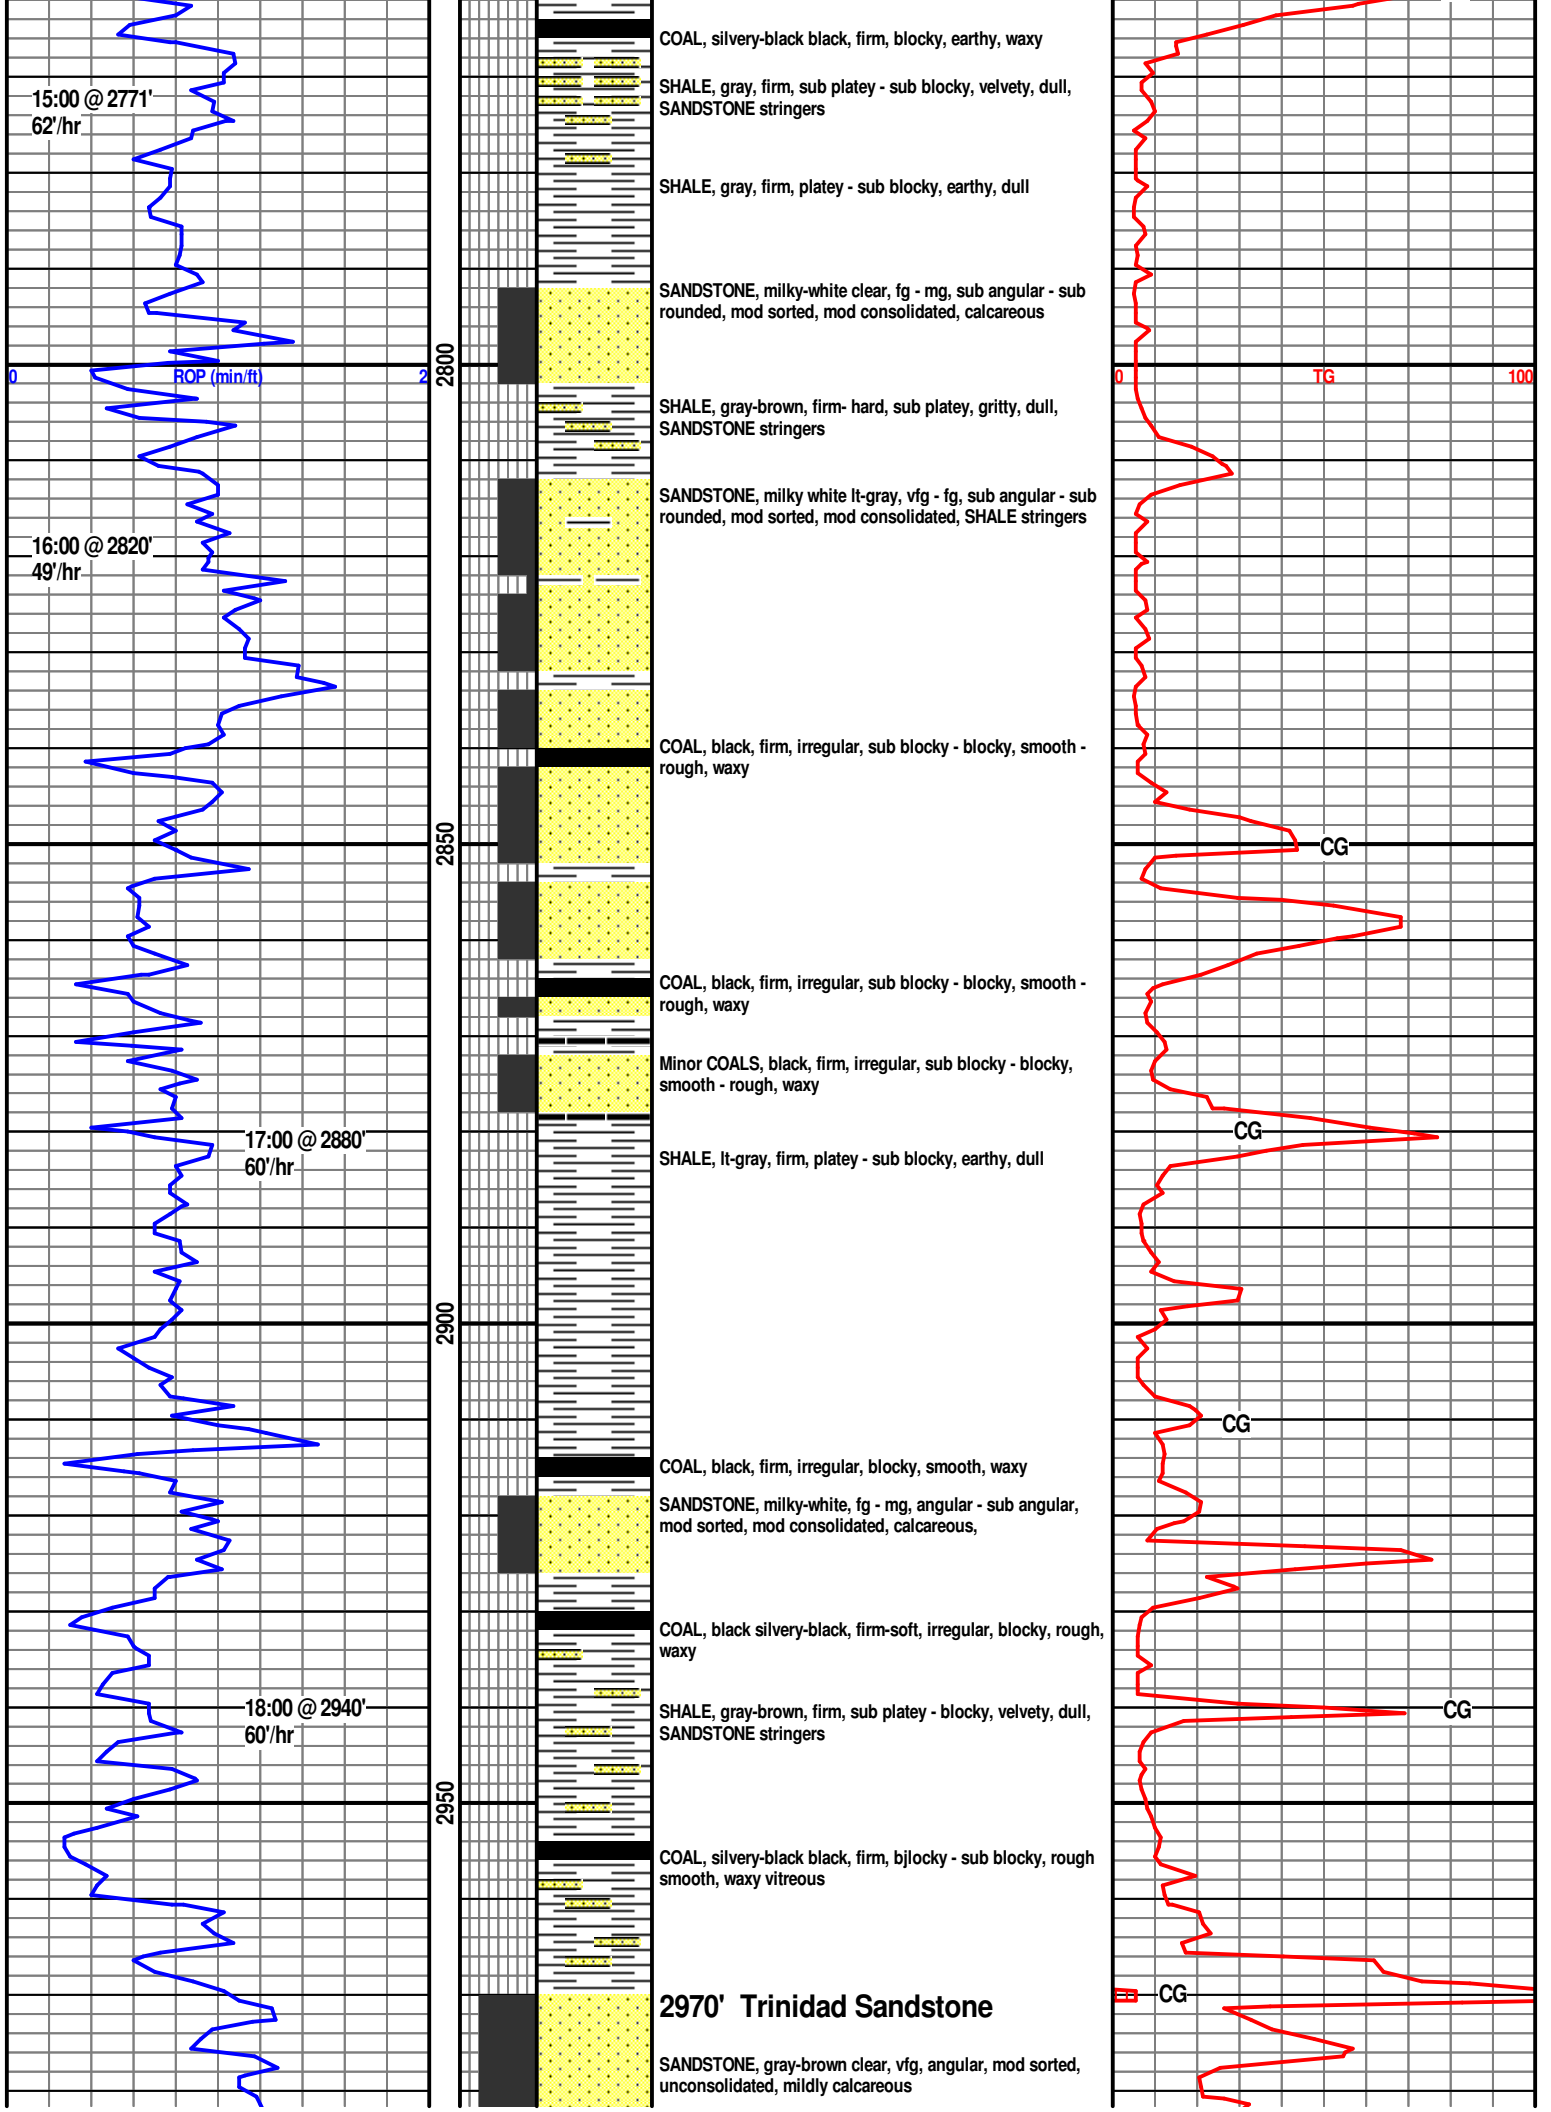 COAL, silvery-black black, firm, blocky, earthy, waxy
15:00 @ 2771'
62'/hr
SHALE, gray, firm, sub platey - sub blocky, velvety, dull,
SANDSTONE stringers
SHALE, gray, firm, platey - sub blocky, earthy, dull
SANDSTONE, milky-white clear, fg - mg, sub angular - sub
rounded, mod sorted, mod consolidated, calcareous
2800
0 ROP (min/ft) 2
0 TG 100
SHALE, gray-brown, firm- hard, sub platey, gritty, dull,
SANDSTONE stringers
SANDSTONE, milky white lt-gray, vfg - fg, sub angular - sub
rounded, mod sorted, mod consolidated, SHALE stringers
16:00 @ 2820'
49'/hr
COAL, black, firm, irregular, sub blocky - blocky, smooth -
rough, waxy
2850
CG
COAL, black, firm, irregular, sub blocky - blocky, smooth -
rough, waxy
Minor COALS, black, firm, irregular, sub blocky - blocky,
smooth - rough, waxy
17:00 @ 2880'
60'/hr
CG
SHALE, lt-gray, firm, platey - sub blocky, earthy, dull
2900
CG
COAL, black, firm, irregular, blocky, smooth, waxy
SANDSTONE, milky-white, fg - mg, angular - sub angular,
mod sorted, mod consolidated, calcareous,
COAL, black silvery-black, firm-soft, irregular, blocky, rough,
waxy
18:00 @ 2940'
60'/hr
SHALE, gray-brown, firm, sub platey - blocky, velvety, dull,
SANDSTONE stringers
CG
2950
COAL, silvery-black black, firm, bjlocky - sub blocky, rough
smooth, waxy vitreous
CG
2970' Trinidad Sandstone
SANDSTONE, gray-brown clear, vfg, angular, mod sorted,
unconsolidated, mildly calcareous